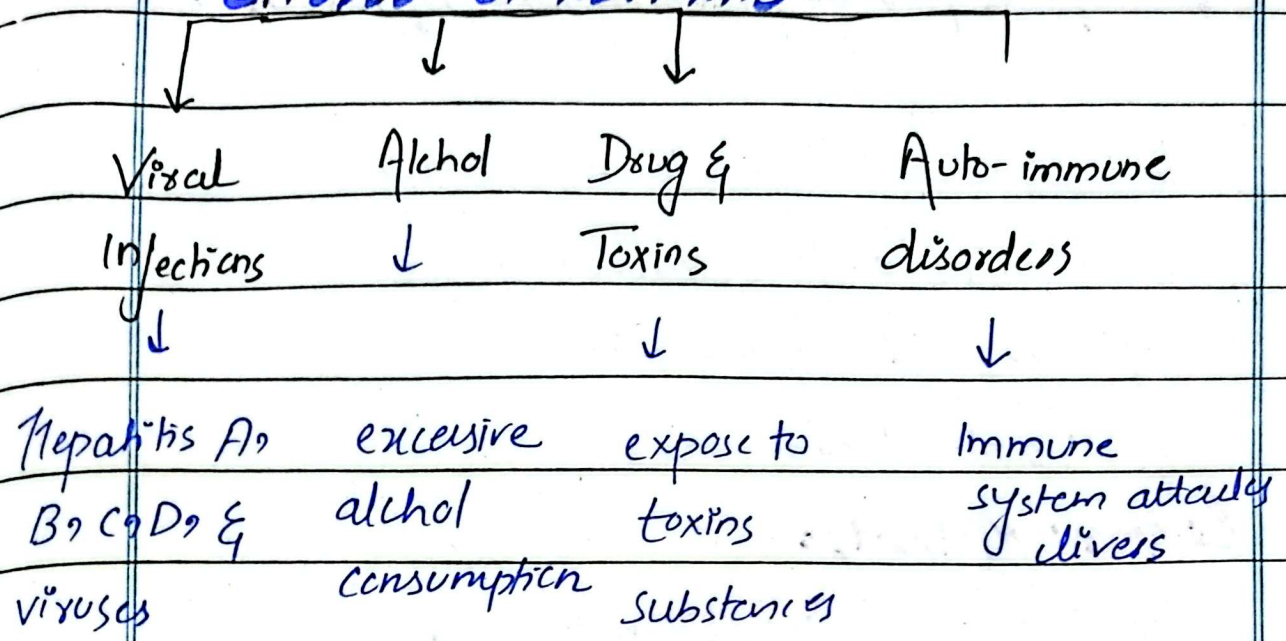 Viral Alchol Drug & Auto-immune
Infections Toxins disorders
Hepatitis A, excessive expose to Immune
B, C, D, & alchol toxins system attacks
viruses consumption substances livers